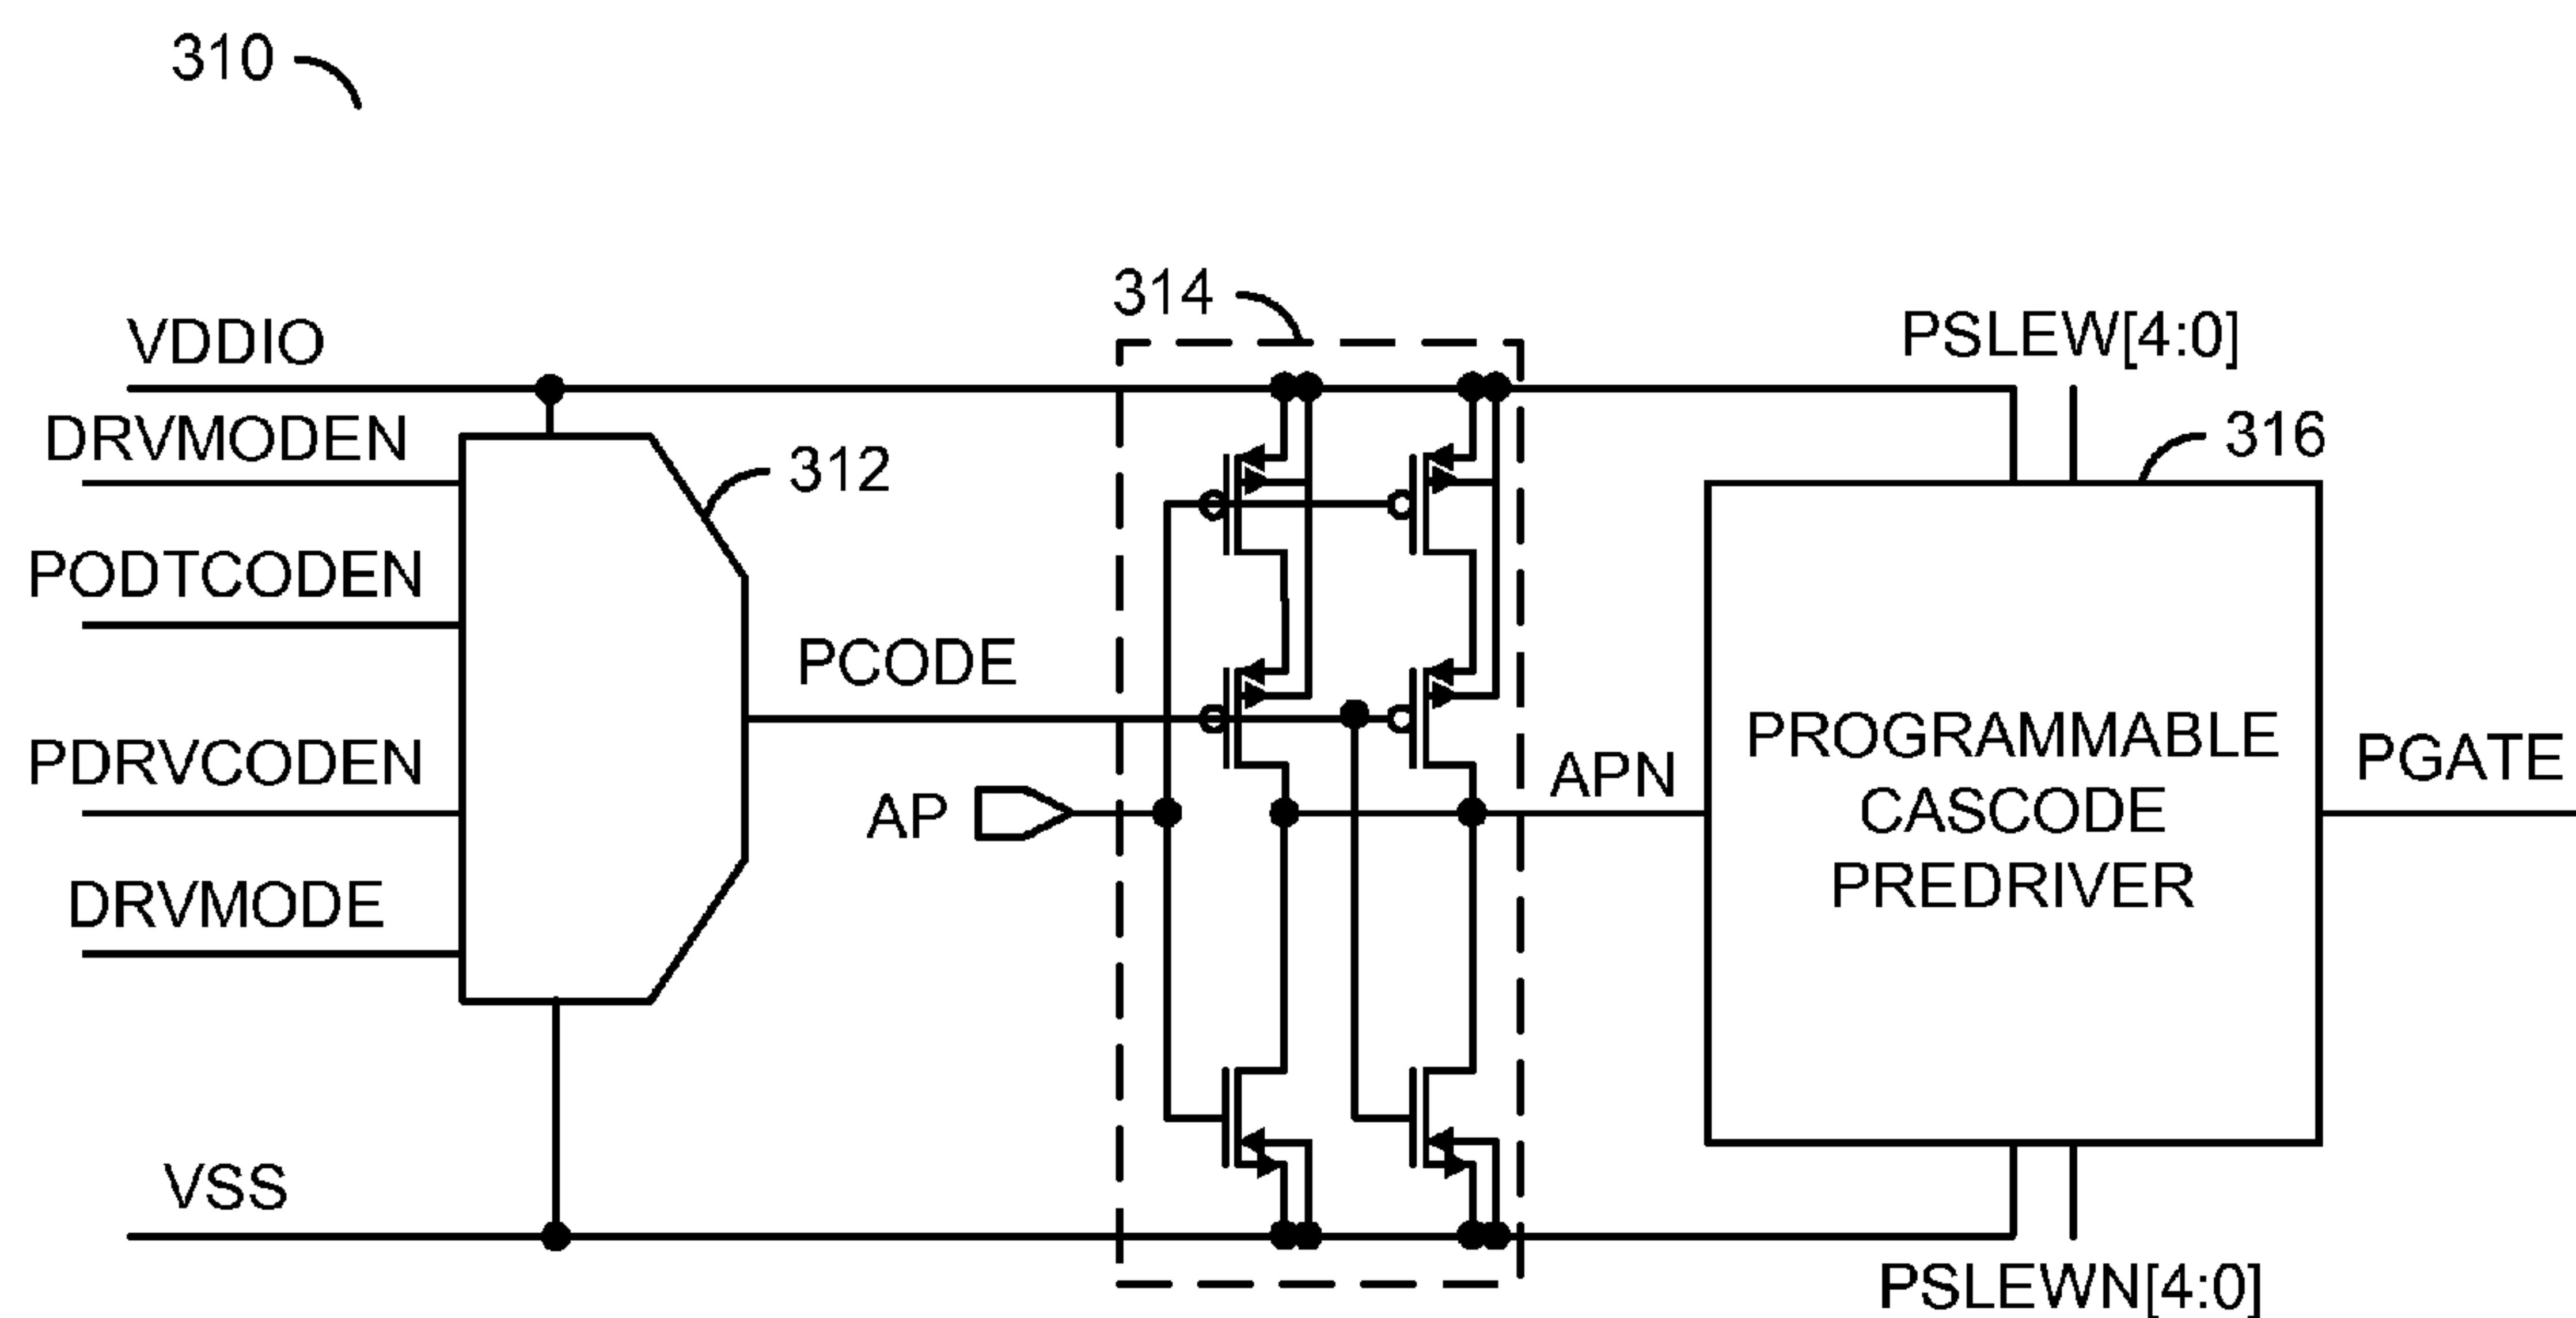 310
314
VDDIO
PSLEW[4:0]
DRVMODEN
312
316
PODTCODEN
PCODE
PDRVCODEN
AP
APN
PROGRAMMABLE
CASCODE
PREDRIVER
PGATE
DRVMODE
VSS
PSLEWN[4:0]